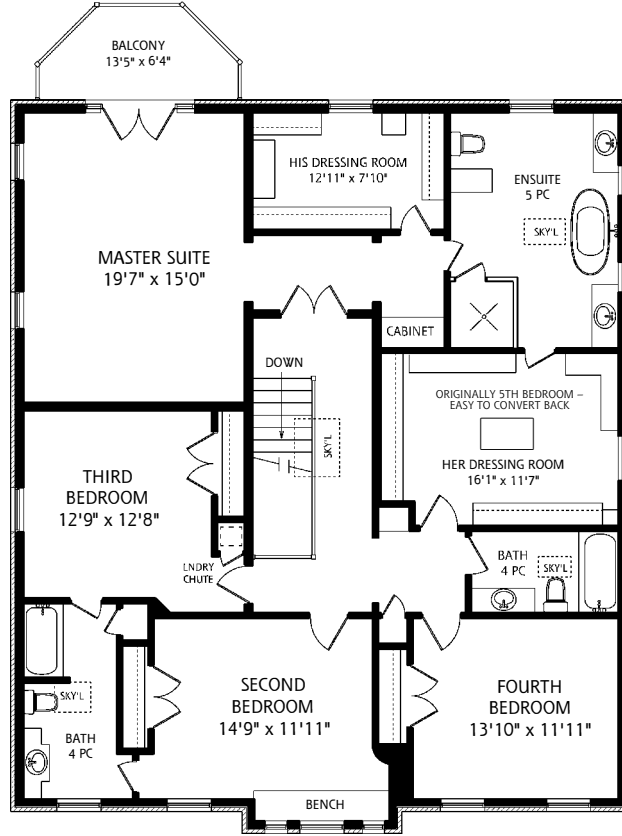 BALCONY
13'5" x 6'4"
HIS DRESSING ROOM
12'11" x 7'10"
ENSUITE
5 PC
SKY'L
MASTER SUITE
19'7" x 15'0"
CABINET
DOWN
ORIGINALLY 5TH BEDROOM –
EASY TO CONVERT BACK
SKY'L
HER DRESSING ROOM
16'1" x 11'7"
THIRD
BEDROOM
12'9" x 12'8"
LNDRY
CHUTE
BATH
4 PC
SKY'L
SECOND
BEDROOM
14'9" x 11'11"
FOURTH
BEDROOM
13'10" x 11'11"
SKY'L
BATH
4 PC
BENCH